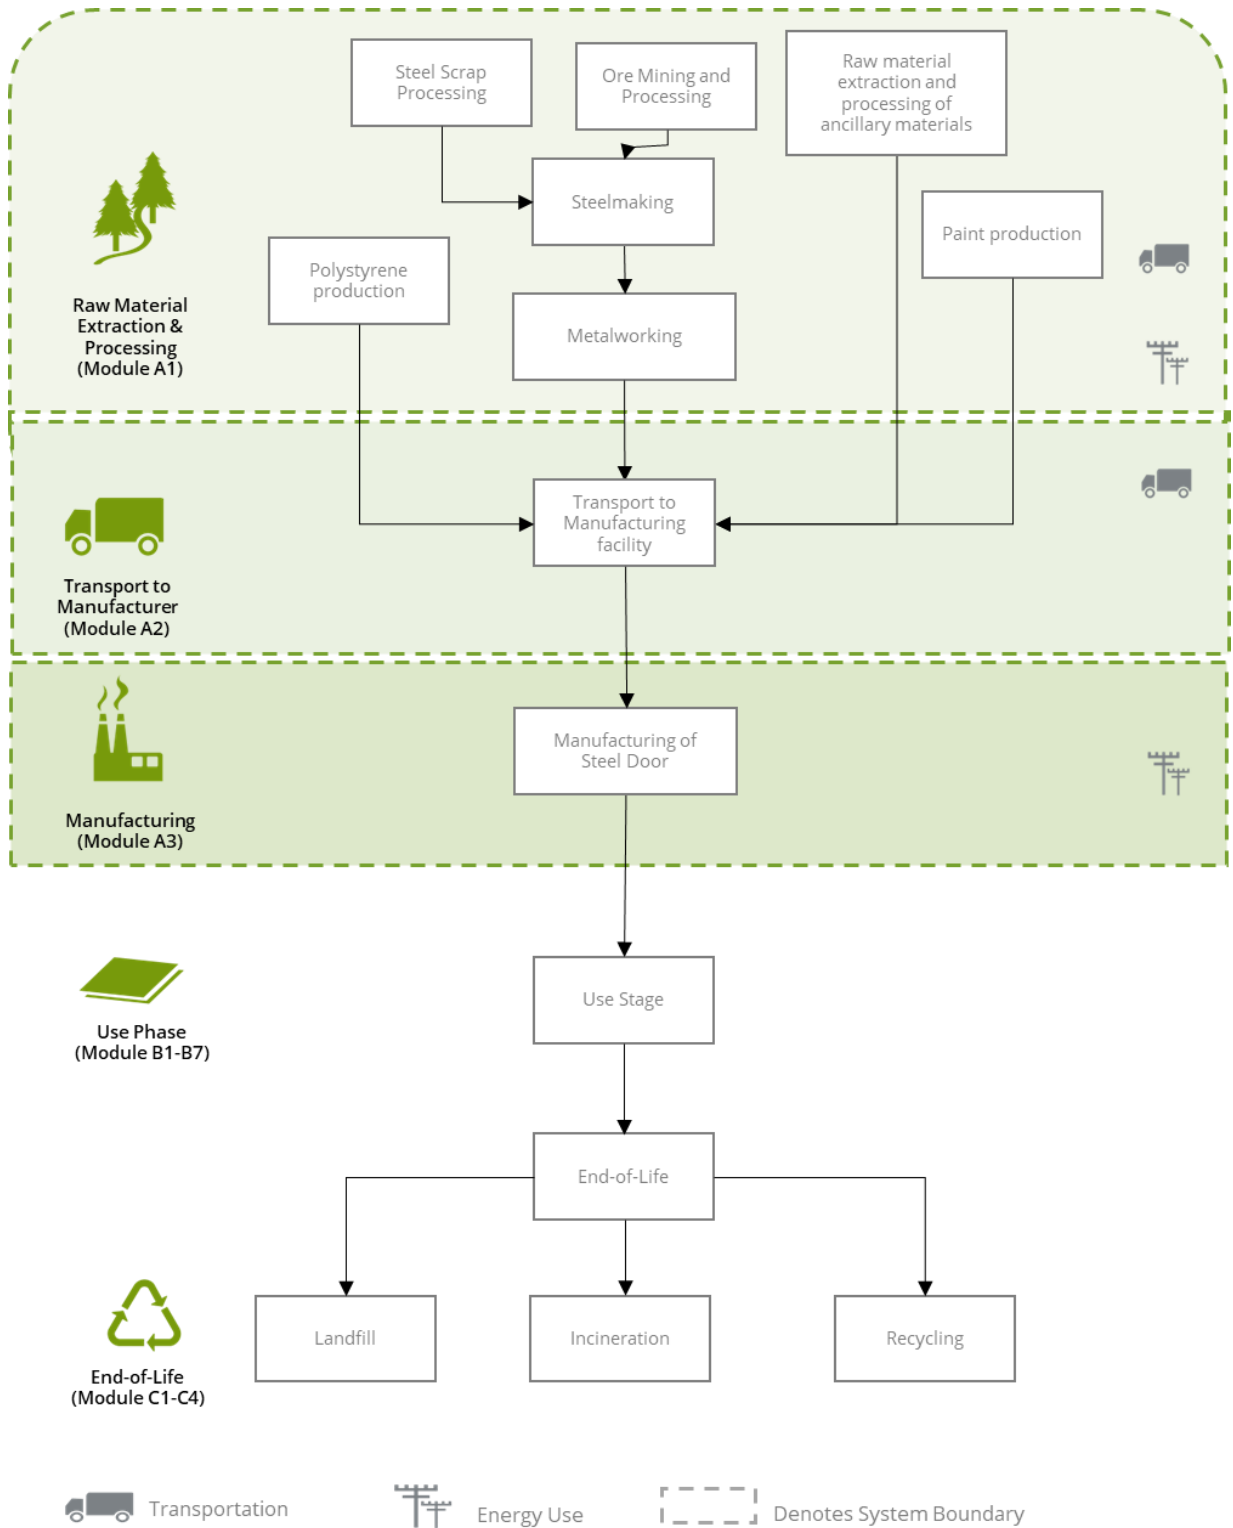 Steel Scrap
Processing
Ore Mining and
Processing
Raw material
extraction and
processing of
ancillary materials
Steelmaking
Paint production
Polystyrene
production
Raw Material
Extraction &
Processing
(Module A1)
Metalworking
Transport to
Manufacturing
facility
Transport to
Manufacturer
(Module A2)
Manufacturing of
Steel Door
Manufacturing
(Module A3)
Use Stage
Use Phase
(Module B1-B7)
End-of-Life
Landfill
Incineration
Recycling
End-of-Life
(Module C1-C4)
Transportation
Energy Use
Denotes System Boundary